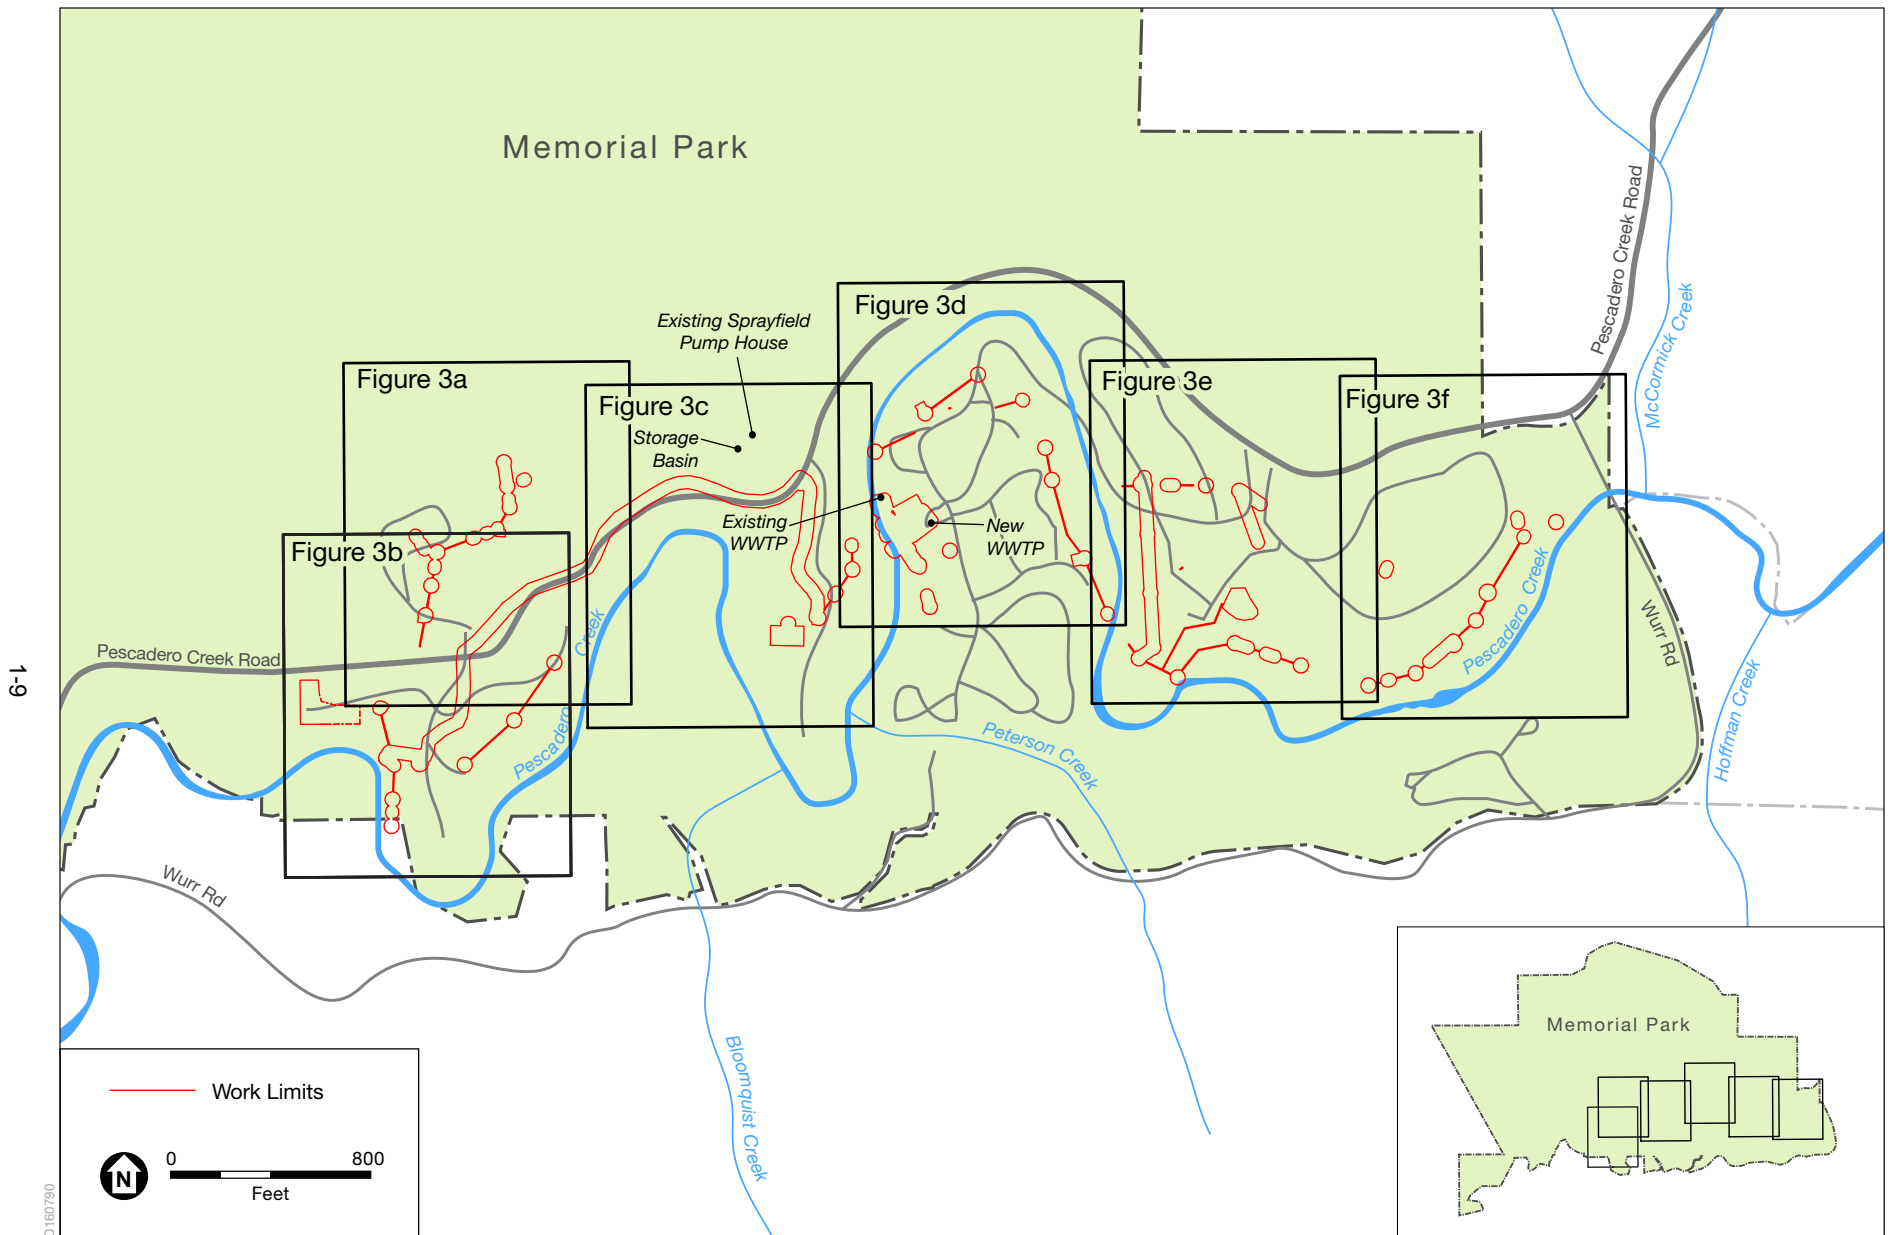 Memorial Park
Existing Sprayfield
Pump House
Figure 3d
Figure 3a
Figure 3c
Figure 3e
Figure 3f
Storage
Basin
Existing
WWTP
New
WWTP
Figure 3b
Pescadero Creek Road
Pescadero Creek Road
McCormick Creek
Pescadero
Creek
Pescadero Creek
Wurr Rd
Hoffman Creek
Peterson Creek
Wurr Rd
Bloomquist Creek
Work Limits
N
0
800
Feet
Memorial Park
1-9
D160790